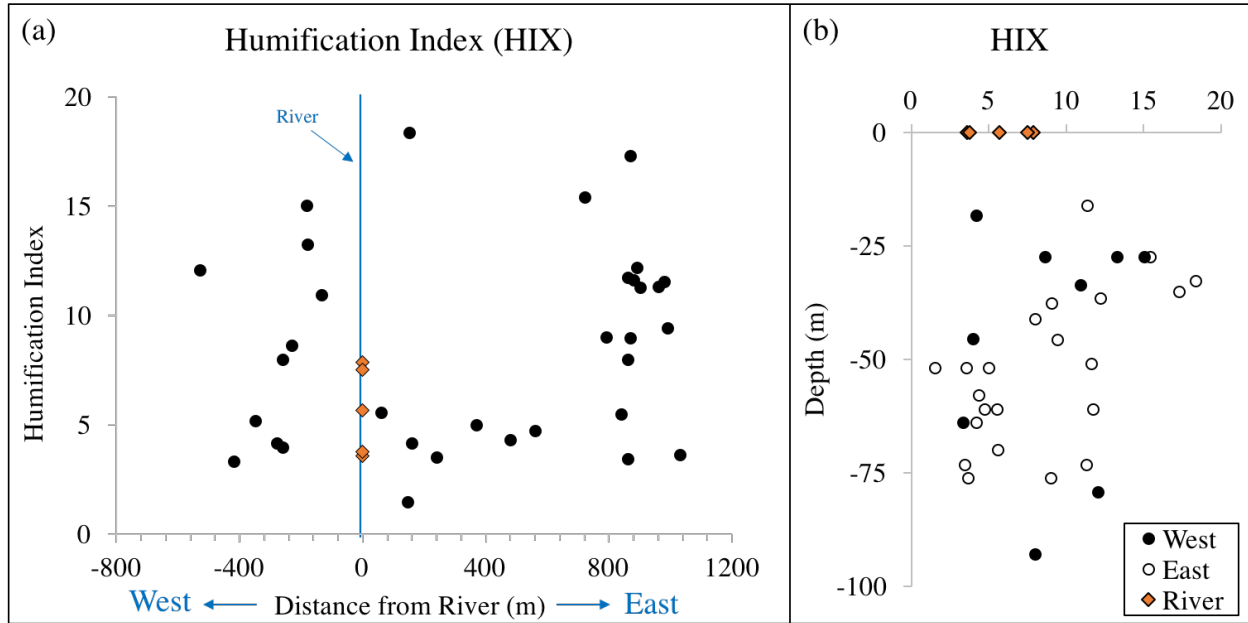 (a)
Humification Index (HIX)
20
15
10
5
0
Humification Index
River
-800 -400 0 400 800 1200
West Distance from River (m) East
(b)
HIX
0 5 10 15 20
-0
-25
-50
-75
-100
Depth (m)
West
East
River